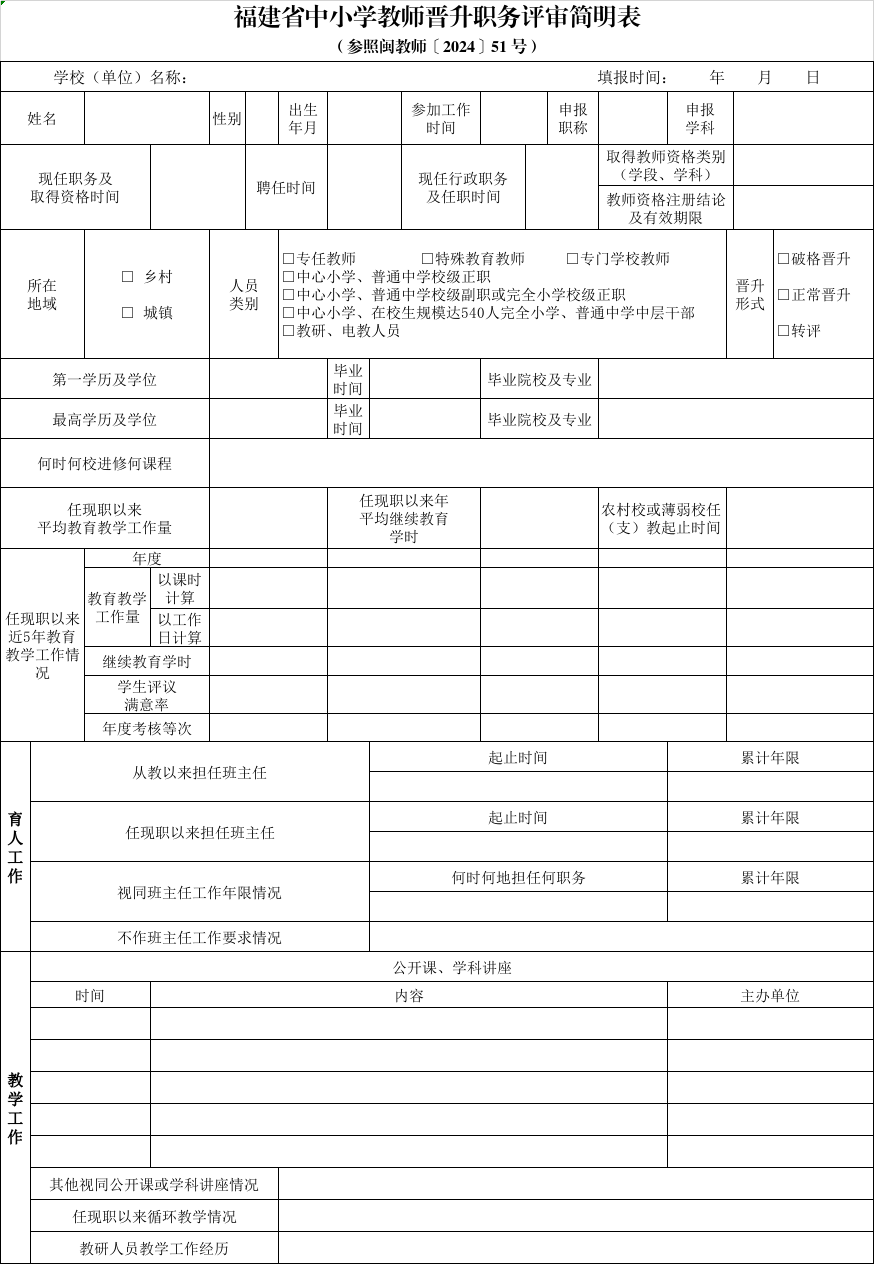 福建省中小学教师晋升职务评审简明表
（参照闽教师〔2024〕51号）
学校（单位）名称： 填报时间： 年 月 日
姓名 性别 出生年月 参加工作时间 申报职称 申报学科
现任职务及
取得资格时间
聘任时间
现任行政职务
及任职时间
取得教师资格类别
（学段、学科）
教师资格注册结论
及有效期限
所在
地域
□ 乡村
□ 城镇
人员
类别
□专任教师 □特殊教育教师 □专门学校教师
□中心小学、普通中学校级正职
□中心小学、普通中学校级副职或完全小学校级正职
□中心小学、在校生规模达540人完全小学、普通中学中层干部
□教研、电教人员
晋升
形式
□破格晋升
□正常晋升
□转评
第一学历及学位 毕业时间 毕业院校及专业
最高学历及学位 毕业时间 毕业院校及专业
何时何校进修何课程
任现职以来
平均教育教学工作量
任现职以来年
平均继续教育
学时
农村校或薄弱校任
（支）教起止时间
任现职以来
近5年教育
教学工作情
况
年度
教育教学
工作量
以课时
计算
以工作
日计算
继续教育学时
学生评议
满意率
年度考核等次
育人工作
从教以来担任班主任 起止时间 累计年限
任现职以来担任班主任 起止时间 累计年限
视同班主任工作年限情况 何时何地担任何职务 累计年限
不作班主任工作要求情况
教学工作
公开课、学科讲座
时间 内容 主办单位
其他视同公开课或学科讲座情况
任现职以来循环教学情况
教研人员教学工作经历